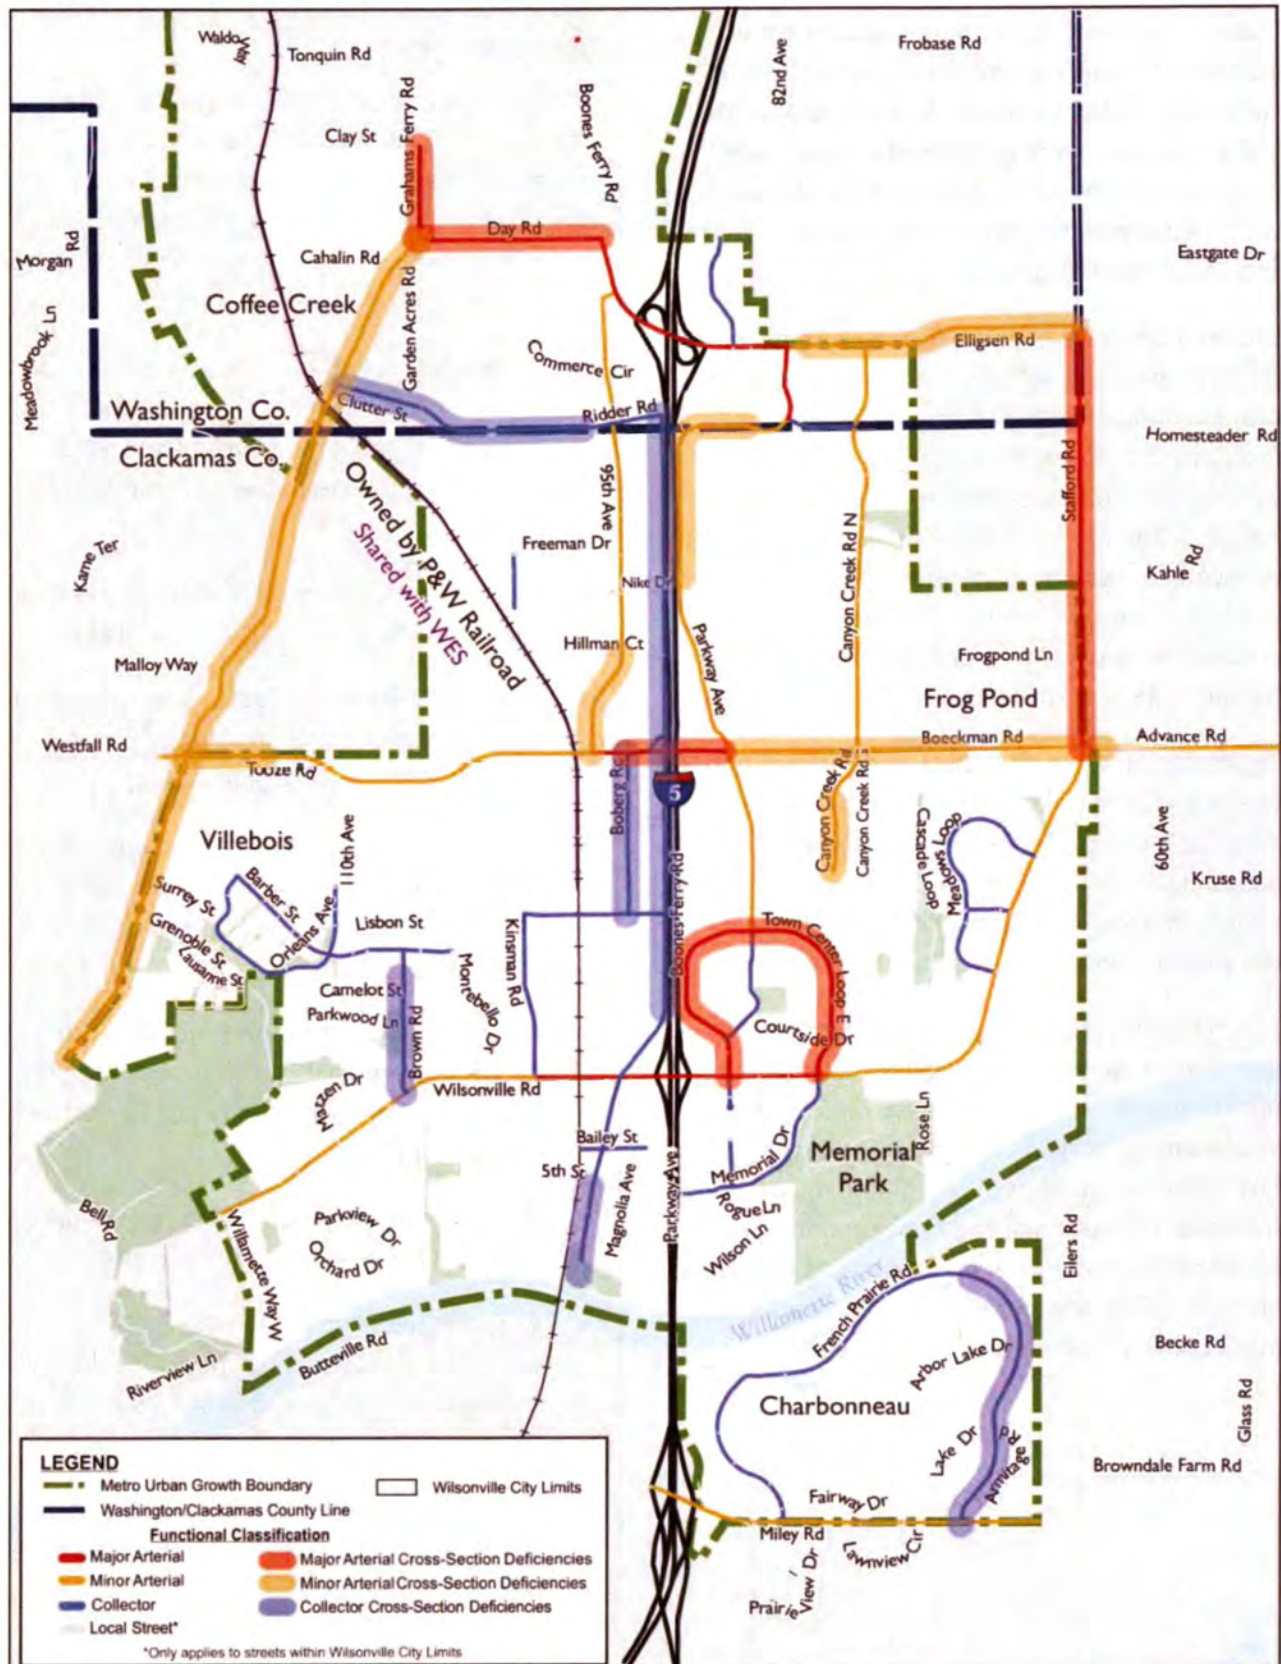 Waldo Way
Tonquin Rd
Frobase Rd
82nd Ave
Grahams Ferry Rd
Boones Ferry Rd
Clay St
Day Rd
Morgan Rd
Cahalin Rd
Eastgate Dr
Garden Acres Rd
Coffee Creek
Meadowbrook Ln
Elligsen Rd
Commerce Cir
Clutter St
Ridder Rd
Washington Co.
Clackamas Co.
Homesteader Rd
Stafford Rd
Owned by P&W Railroad
Shared with WES
95th Ave
Canyon Creek Rd N
Freeman Dr
Kame Ter
Nike Dr
Kahle Rd
Hillman Ct
Parkway Ave
Malloy Way
Frogpond Ln
Frog Pond
Westfall Rd
Boeckman Rd
Advance Rd
Tooze Rd
Boberg Rd
5
Canyon Creek Rd
Canyon Creek Rd S
Villebois
110th Ave
Cascade Loop
Meadows Loop
60th Ave
Barber St
Surrey St
Kruse Rd
Orleans Ave
Lisbon St
Grenoble St
Lausanne St
Kinsman Rd
Boones Ferry Rd
Town Center Loop E
Montebello Dr
Camelot St
Parkwood Ln
Brown Rd
Courtside Dr
Wilsonville Rd
Rose Ln
Bailey St
Memorial Dr
Memorial
Park
5th St
Magnolia Ave
Parkway Ave
Rogue Ln
Wilson Ln
Bell Rd
Parkview Dr
Orchard Dr
Willamette Way W
Eilers Rd
Willamette River
French Prairie Rd
Butteville Rd
Riverview Ln
Becke Rd
Arbor Lake Dr
Charbonneau
Glass Rd
Lake Dr
Armitage Rd
Browndale Farm Rd
Fairway Dr
Miley Rd
Lawnview Cir
Prairie View Dr
LEGEND
Metro Urban Growth Boundary
Wilsonville City Limits
Washington/Clackamas County Line
Functional Classification
Major Arterial
Major Arterial Cross-Section Deficiencies
Minor Arterial
Minor Arterial Cross-Section Deficiencies
Collector
Collector Cross-Section Deficiencies
Local Street*
*Only applies to streets within Wilsonville City Limits